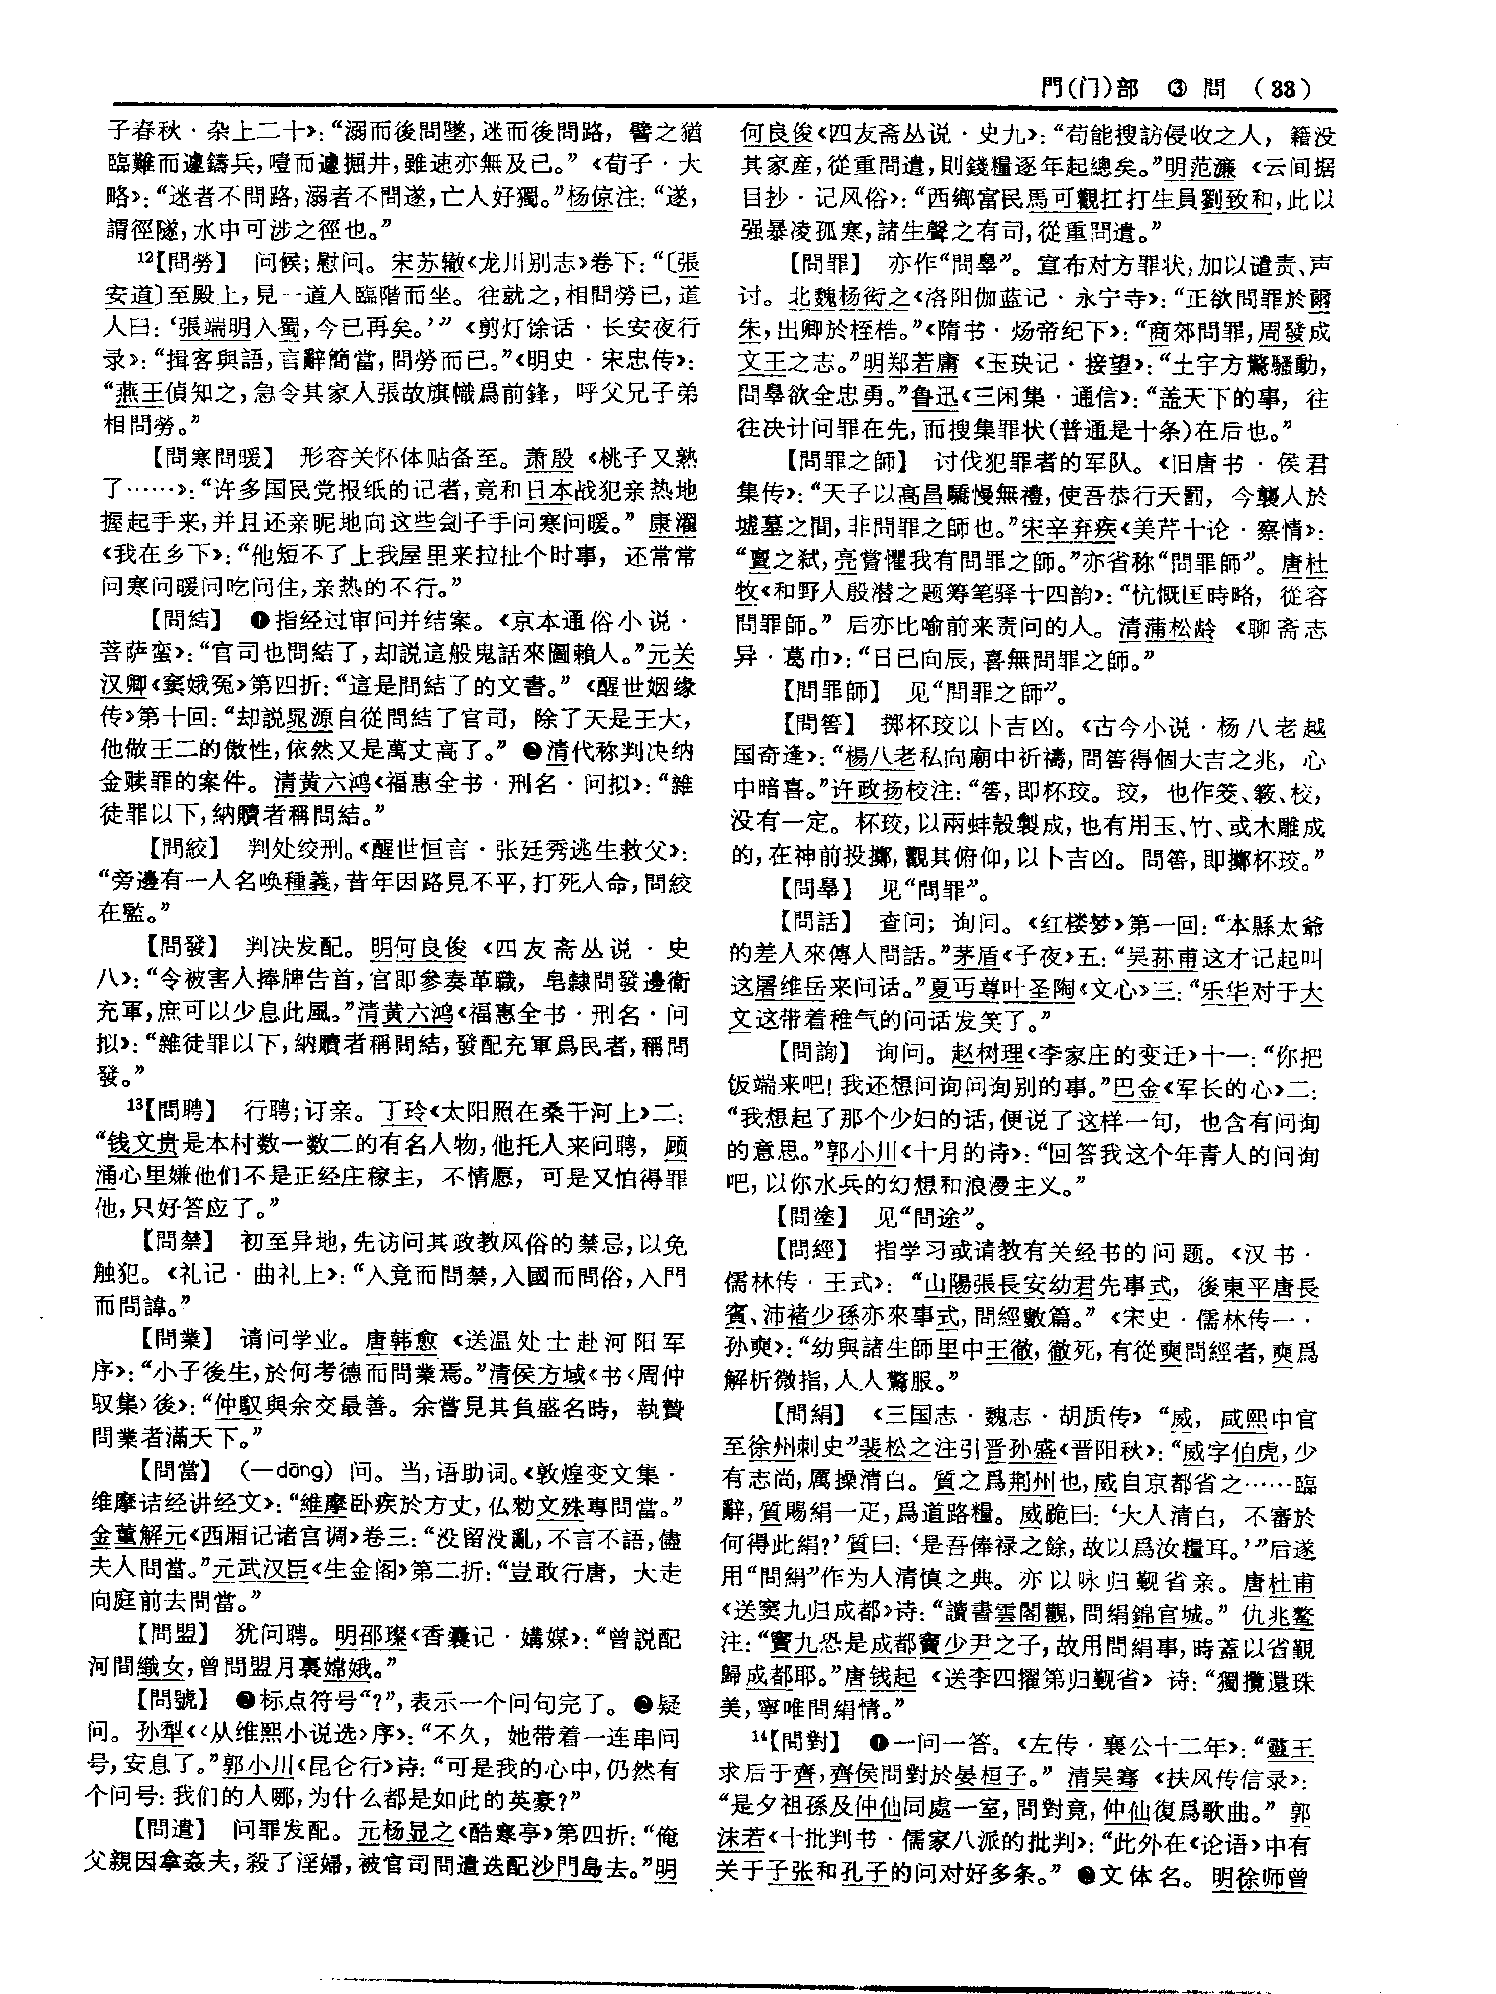 門(门)部 ③ 問 (33)
子春秋·杂上二十》:“溺而後問墜,迷而後問路,譬之猶
臨難而遽鑄兵,噎而遽掘井,雖速亦無及已。”《荀子·大
略》:“迷者不問路,溺者不問遂,亡人好獨。”杨倞注:“遂,
謂徑隧,水中可涉之徑也。”
12【問勞】 问候;慰问。宋苏辙《龙川别志》卷下:“〔張
安道〕至殿上,見一道人臨階而坐。往就之,相問勞已,道
人曰:‘張端明入蜀,今已再矣。’”《剪灯馀话·长安夜行
录》:“揖客與語,言辭簡當,問勞而已。”《明史·宋忠传》:
“燕王偵知之,急令其家人張故旗幟爲前鋒,呼父兄子弟
相問勞。”
【問寒問暖】 形容关怀体贴备至。萧殷《桃子又熟
了……》:“许多国民党报纸的记者,竟和日本战犯亲热地
握起手来,并且还亲昵地向这些刽子手问寒问暖。”康濯
《我在乡下》:“他短不了上我屋里来拉扯个时事,还常常
问寒问暖问吃问住,亲热的不行。”
【問結】 ❶指经过审问并结案。《京本通俗小说·
菩萨蛮》:“官司也問結了,却説這般鬼話來圖賴人。”元关
汉卿《窦娥冤》第四折:“這是問結了的文書。”《醒世姻缘
传》第十回:“却説晁源自從問結了官司,除了天是王大,
他做王二的傲性,依然又是萬丈高了。”❷清代称判决纳
金赎罪的案件。清黄六鸿《福惠全书·刑名·问拟》:“雜
徒罪以下,納贖者稱問結。”
【問絞】 判处绞刑。《醒世恒言·张廷秀逃生救父》:
“旁邊有一人名唤種義,昔年因路見不平,打死人命,問絞
在監。”
【問發】 判决发配。明何良俊《四友斋丛说·史
八》:“令被害人捧牌告首,官即參奏革職,皂隸問發邊衛
充軍,庶可以少息此風。”清黄六鸿《福惠全书·刑名·问
拟》:“雜徒罪以下,納贖者稱問結,發配充軍爲民者,稱問
發。”
13【問聘】 行聘;订亲。丁玲《太阳照在桑干河上》二:
“钱文贵是本村数一数二的有名人物,他托人来问聘,顾
涌心里嫌他们不是正经庄稼主,不情愿,可是又怕得罪
他,只好答应了。”
【問禁】 初至异地,先访问其政教风俗的禁忌,以免
触犯。《礼记·曲礼上》:“入竟而問禁,入國而問俗,入門
而問諱。”
【問業】 请问学业。唐韩愈《送温处士赴河阳军
序》:“小子後生,於何考德而問業焉。”清侯方域《书〈周仲
驭集〉後》:“仲馭與余交最善。余嘗見其負盛名時,執贄
問業者滿天下。”
【問當】 (—dāng)问。当,语助词。《敦煌变文集·
维摩诘经讲经文》:“維摩卧疾於方丈,仏勑文殊專問當。”
金董解元《西厢记诸宫调》卷三:“没留没亂,不言不語,儘
夫人問當。”元武汉臣《生金阁》第二折:“豈敢行唐,大走
向庭前去問當。”
【問盟】 犹问聘。明邵璨《香囊记·媾媒》:“曾説配
河間織女,曾問盟月裏嫦娥。”
【問號】 ❶标点符号“?”,表示一个问句完了。❷疑
问。孙犁《〈从维熙小说选〉序》:“不久,她带着一连串问
号,安息了。”郭小川《昆仑行》诗:“可是我的心中,仍然有
个问号:我们的人哪,为什么都是如此的英豪?”
【問遣】 问罪发配。元杨显之《酷寒亭》第四折:“俺
父親因拿姦夫,殺了淫婦,被官司問遣迭配沙門島去。”明
何良俊《四友斋丛说·史九》:“苟能搜訪侵收之人,籍没
其家産,從重問遣,則錢糧逐年起總矣。”明范濂《云间据
目抄·记风俗》:“西鄉富民馬可觀扛打生員劉致和,此以
强暴凌孤寒,諸生聲之有司,從重問遣。”
【問罪】 亦作“問辠”。宣布对方罪状,加以谴责、声
讨。北魏杨衒之《洛阳伽蓝记·永宁寺》:“正欲問罪於爾
朱,出卿於桎梏。”《隋书·炀帝纪下》:“商郊問罪,周發成
文王之志。”明郑若庸《玉玦记·接望》:“土宇方驚騷動,
問辠欲全忠勇。”鲁迅《三闲集·通信》:“盖天下的事,往
往决计问罪在先,而搜集罪状(普通是十条)在后也。”
【問罪之師】 讨伐犯罪者的军队。《旧唐书·侯君
集传》:“天子以高昌驕慢無禮,使吾恭行天罰,今襲人於
墟墓之間,非問罪之師也。”宋辛弃疾《美芹十论·察情》:
“亶之弑,亮嘗懼我有問罪之師。”亦省称“問罪師”。唐杜
牧《和野人殷潜之题筹笔驿十四韵》:“忼慨匡時略,從容
問罪師。”后亦比喻前来责问的人。清蒲松龄《聊斋志
异·葛巾》:“日已向辰,喜無問罪之師。”
【問罪師】 见“問罪之師”。
【問筶】 掷杯珓以卜吉凶。《古今小说·杨八老越
国奇逢》:“楊八老私向廟中祈禱,問筶得個大吉之兆,心
中暗喜。”许政扬校注:“筶,即杯珓。珓,也作筊、䈂、校,
没有一定。杯珓,以兩蚌殼製成,也有用玉、竹、或木雕成
的,在神前投擲,觀其俯仰,以卜吉凶。問筶,即擲杯珓。”
【問辠】 见“問罪”。
【問話】 查问;询问。《红楼梦》第一回:“本縣太爺
的差人來傳人問話。”茅盾《子夜》五:“吴荪甫这才记起叫
这屠维岳来问话。”夏丏尊叶圣陶《文心》三:“乐华对于大
文这带着稚气的问话发笑了。”
【問詢】 询问。赵树理《李家庄的变迁》十一:“你把
饭端来吧!我还想问询问询别的事。”巴金《军长的心》二:
“我想起了那个少妇的话,便说了这样一句,也含有问询
的意思。”郭小川《十月的诗》:“回答我这个年青人的问询
吧,以你水兵的幻想和浪漫主义。”
【問塗】 见“問途”。
【問經】 指学习或请教有关经书的问题。《汉书·
儒林传·王式》:“山陽張長安幼君先事式,後東平唐長
賓、沛褚少孫亦來事式,問經數篇。”《宋史·儒林传一·
孙奭》:“幼與諸生師里中王徹,徹死,有從奭問經者,奭爲
解析微指,人人驚服。”
【問絹】 《三国志·魏志·胡质传》“威,咸熙中官
至徐州刺史”裴松之注引晋孙盛《晋阳秋》:“威字伯虎,少
有志尚,厲操清白。質之爲荆州也,威自京都省之……臨
辭,質賜絹一疋,爲道路糧。威跪曰:‘大人清白,不審於
何得此絹?’質曰:‘是吾俸禄之餘,故以爲汝糧耳。’”后遂
用“問絹”作为人清慎之典。亦以咏归觐省亲。唐杜甫
《送窦九归成都》诗:“讀書雲閣觀,問絹錦官城。”仇兆鳌
注:“竇九恐是成都竇少尹之子,故用問絹事,時蓋以省覲
歸成都耶。”唐钱起《送李四擢第归觐省》诗:“獨攬還珠
美,寧唯問絹情。”
14【問對】 ❶一问一答。《左传·襄公十二年》:“靈王
求后于齊,齊侯問對於晏桓子。”清吴骞《扶风传信录》:
“是夕祖孫及仲仙同處一室,問對竟,仲仙復爲歌曲。”郭
沫若《十批判书·儒家八派的批判》:“此外在《论语》中有
关于子张和孔子的问对好多条。”❷文体名。明徐师曾